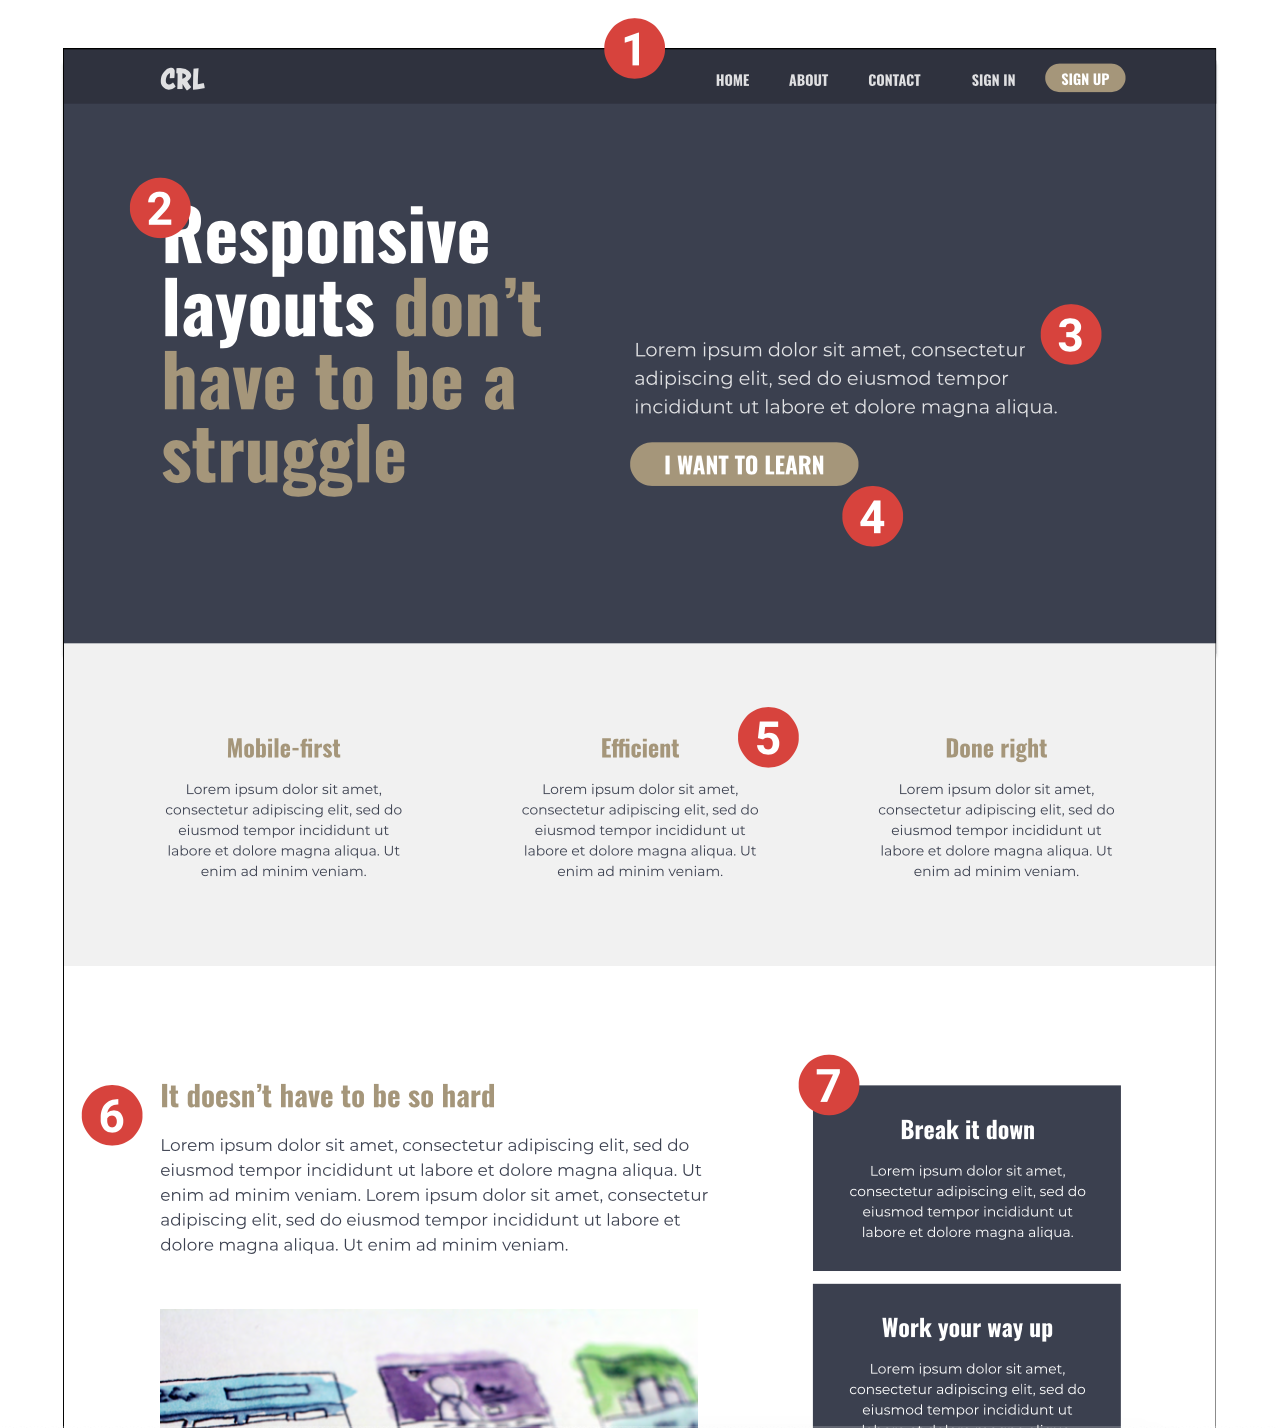 1
CRL
HOME ABOUT CONTACT SIGN IN SIGN UP
2
Responsive
layouts don’t
have to be a
struggle
3
Lorem ipsum dolor sit amet, consectetur
adipiscing elit, sed do eiusmod tempor
incididunt ut labore et dolore magna aliqua.
I WANT TO LEARN
4
5
Mobile-first
Lorem ipsum dolor sit amet,
consectetur adipiscing elit, sed do
eiusmod tempor incididunt ut
labore et dolore magna aliqua. Ut
enim ad minim veniam.
Efficient
Lorem ipsum dolor sit amet,
consectetur adipiscing elit, sed do
eiusmod tempor incididunt ut
labore et dolore magna aliqua. Ut
enim ad minim veniam.
Done right
Lorem ipsum dolor sit amet,
consectetur adipiscing elit, sed do
eiusmod tempor incididunt ut
labore et dolore magna aliqua. Ut
enim ad minim veniam.
6
It doesn’t have to be so hard
Lorem ipsum dolor sit amet, consectetur adipiscing elit, sed do
eiusmod tempor incididunt ut labore et dolore magna aliqua. Ut
enim ad minim veniam. Lorem ipsum dolor sit amet, consectetur
adipiscing elit, sed do eiusmod tempor incididunt ut labore et
dolore magna aliqua. Ut enim ad minim veniam.
7
Break it down
Lorem ipsum dolor sit amet,
consectetur adipiscing elit, sed do
eiusmod tempor incididunt ut
labore et dolore magna aliqua.
Work your way up
Lorem ipsum dolor sit amet,
consectetur adipiscing elit, sed do
eiusmod tempor incididunt ut